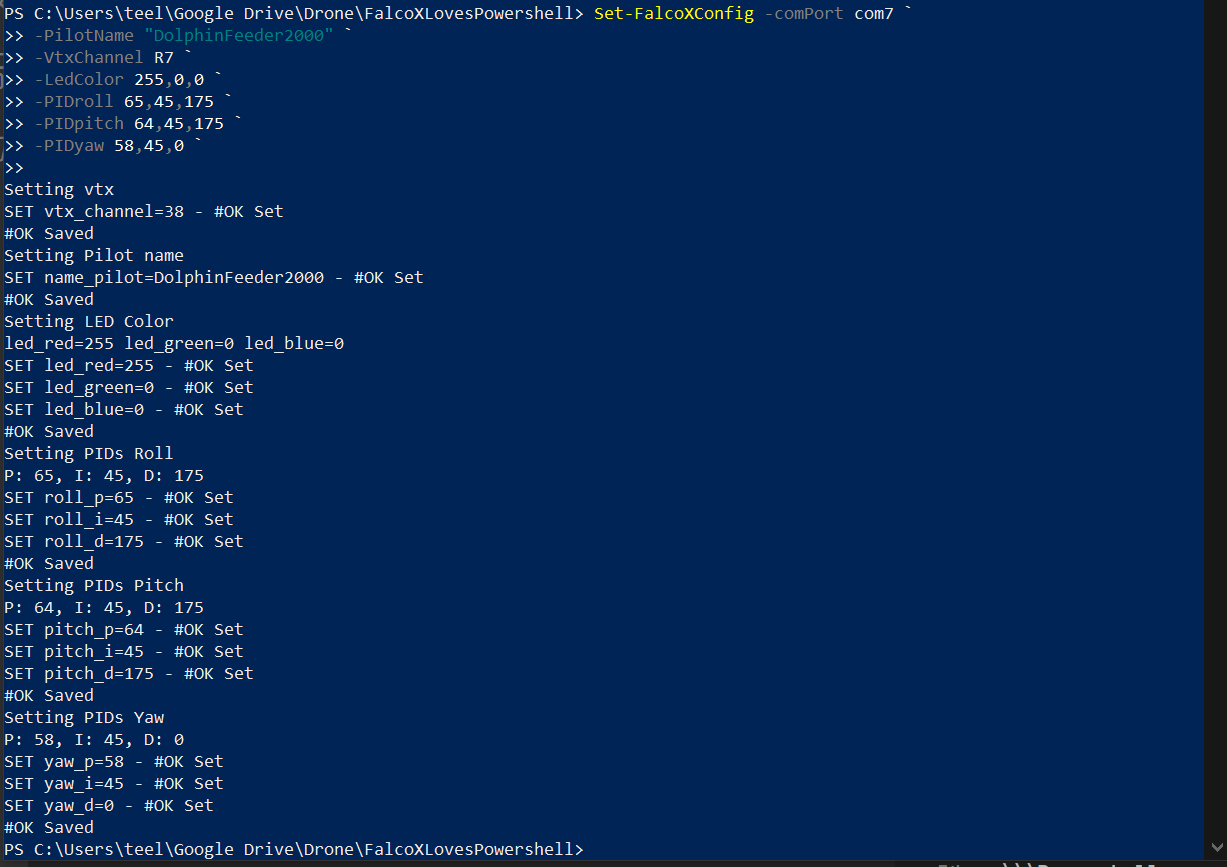 PS C:\Users\teel\Google Drive\Drone\FalcoXLovesPowershell> Set-FalcoXConfig -comPort com7 `
>> -PilotName "DolphinFeeder2000" `
>> -VtxChannel R7 `
>> -LedColor 255,0,0 `
>> -PIDroll 65,45,175 `
>> -PIDpitch 64,45,175 `
>> -PIDyaw 58,45,0 `
>>
Setting vtx
SET vtx_channel=38 - #OK Set
#OK Saved
Setting Pilot name
SET name_pilot=DolphinFeeder2000 - #OK Set
#OK Saved
Setting LED Color
led_red=255 led_green=0 led_blue=0
SET led_red=255 - #OK Set
SET led_green=0 - #OK Set
SET led_blue=0 - #OK Set
#OK Saved
Setting PIDs Roll
P: 65, I: 45, D: 175
SET roll_p=65 - #OK Set
SET roll_i=45 - #OK Set
SET roll_d=175 - #OK Set
#OK Saved
Setting PIDs Pitch
P: 64, I: 45, D: 175
SET pitch_p=64 - #OK Set
SET pitch_i=45 - #OK Set
SET pitch_d=175 - #OK Set
#OK Saved
Setting PIDs Yaw
P: 58, I: 45, D: 0
SET yaw_p=58 - #OK Set
SET yaw_i=45 - #OK Set
SET yaw_d=0 - #OK Set
#OK Saved
PS C:\Users\teel\Google Drive\Drone\FalcoXLovesPowershell>